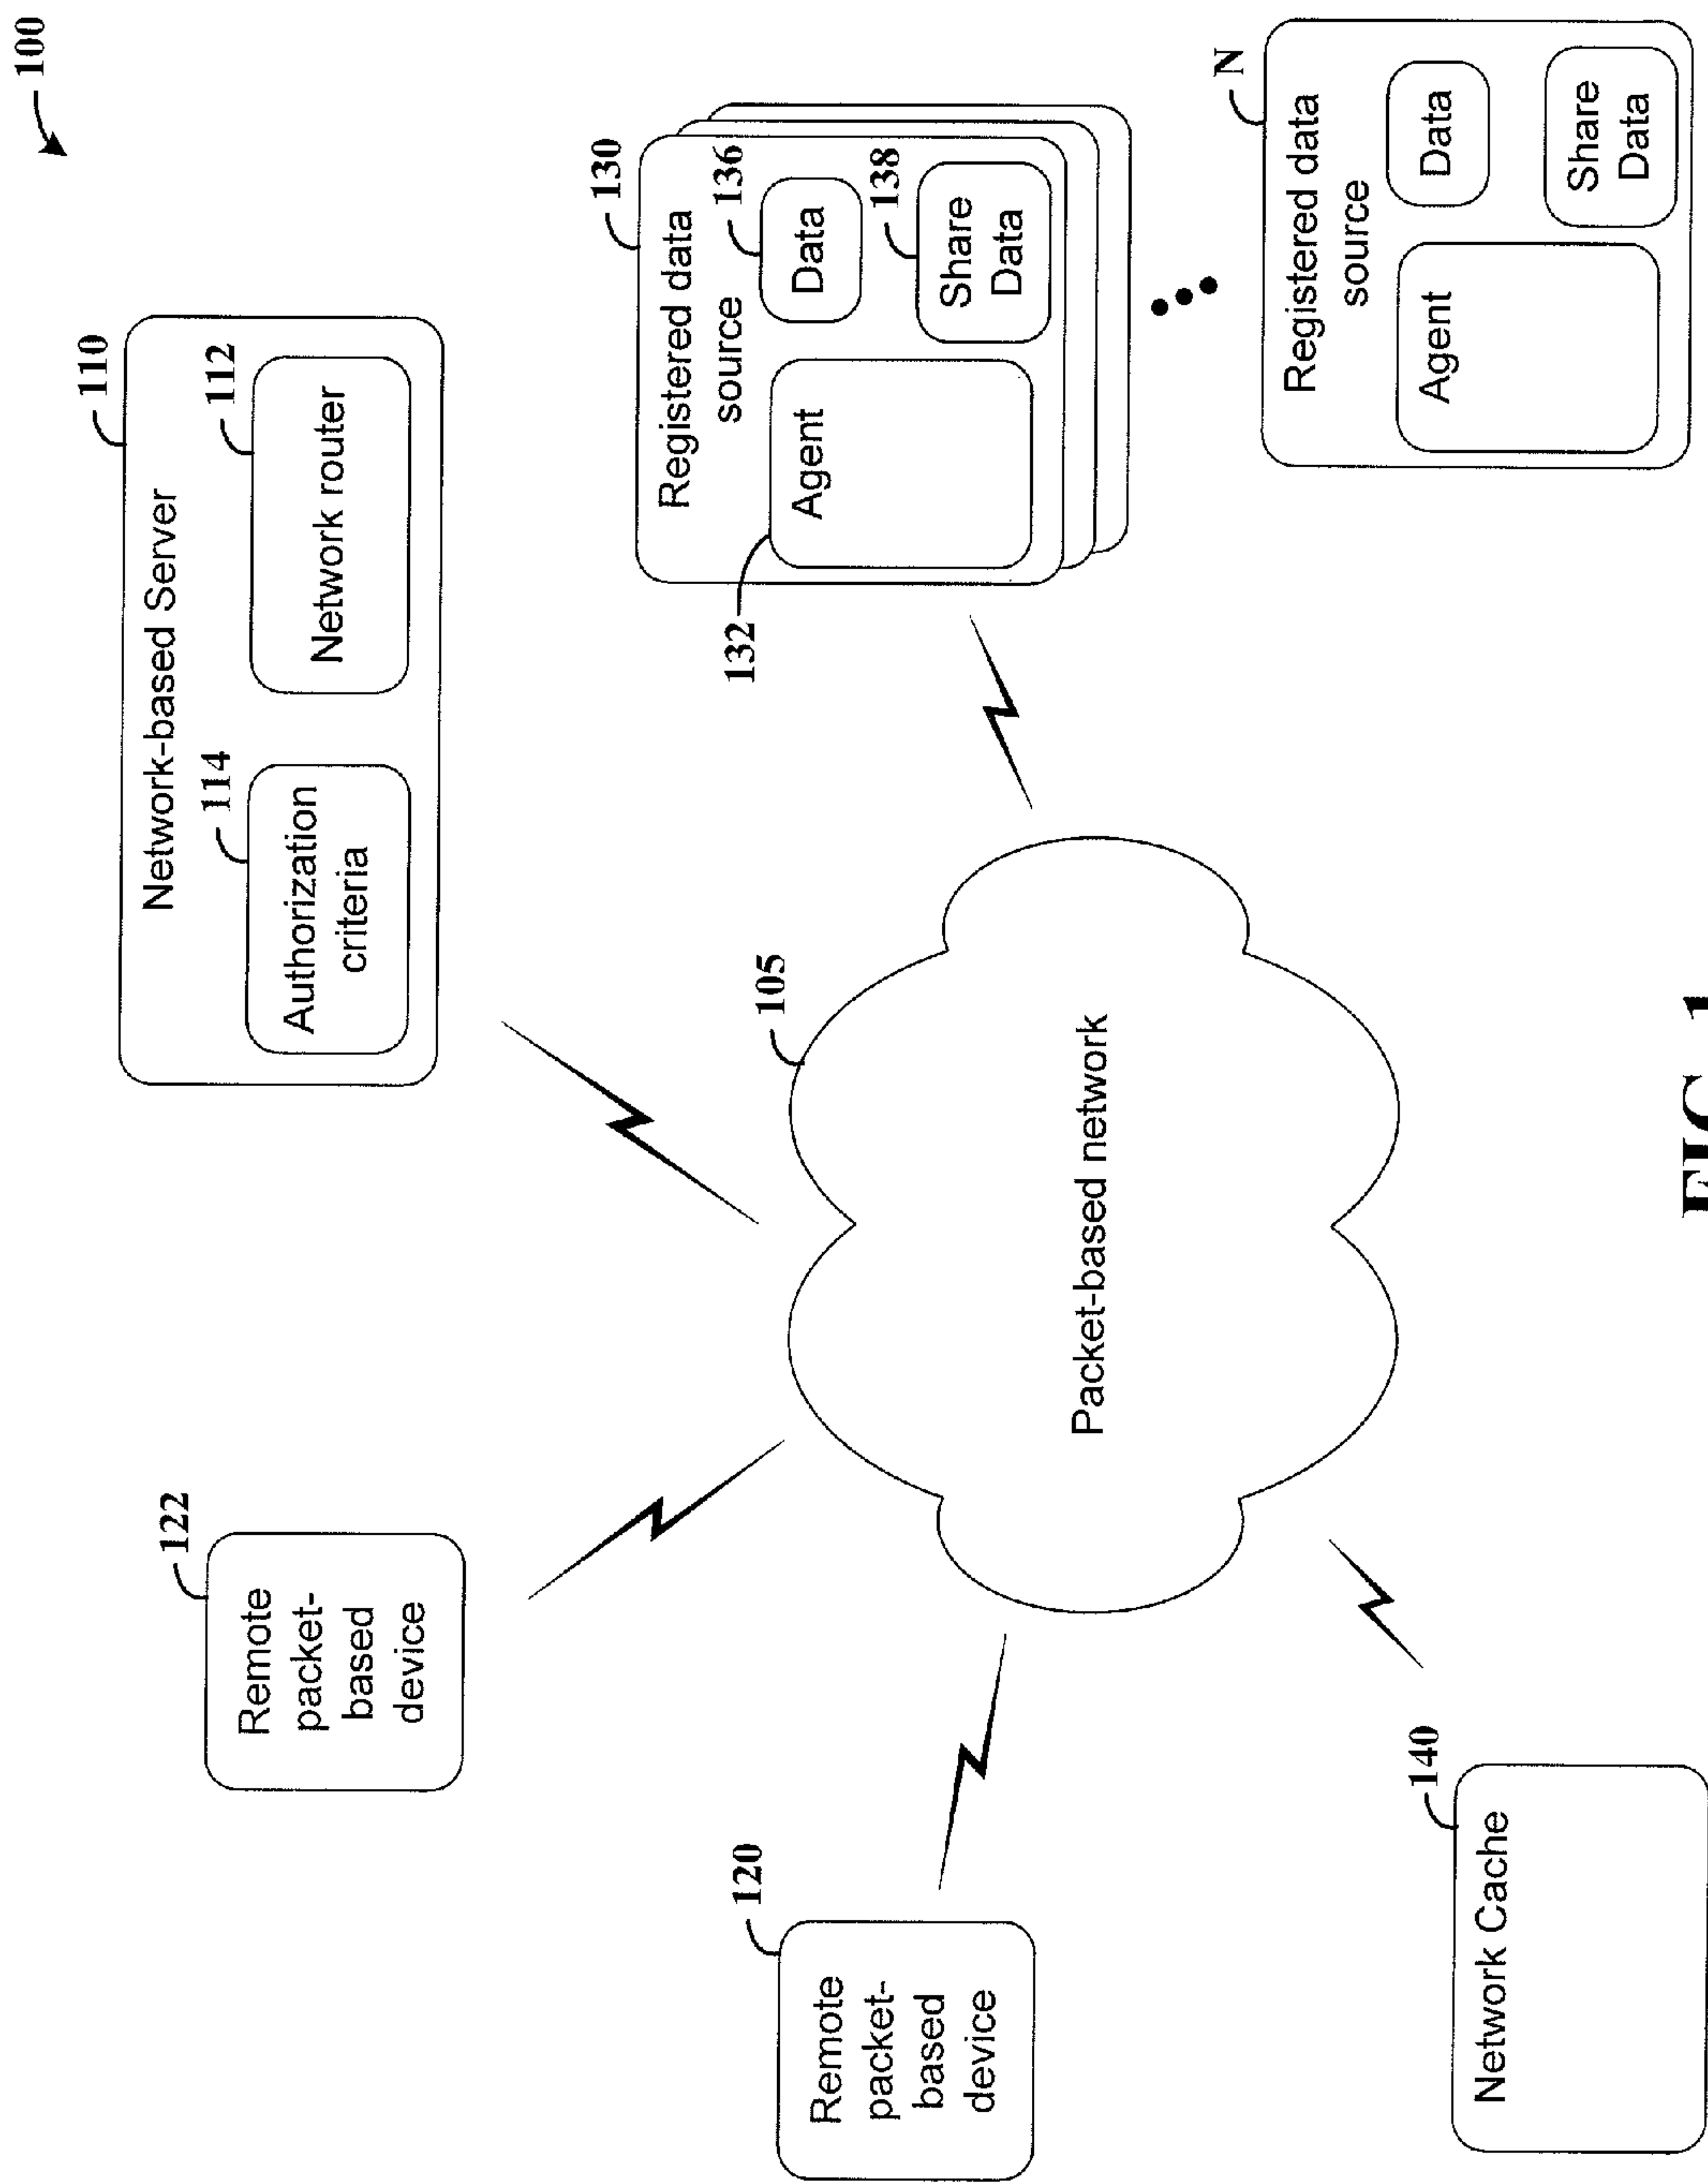 100
110
Network-based Server
114
Authorization
criteria
112
Network router
122
Remote
packet-
based
device
120
Remote
packet-
based
device
105
Packet-based network
130
Registered data
source
132
Agent
136
Data
138
Share
Data
N
Registered data
source
Agent
Data
Share
Data
140
Network Cache
FIG. 1